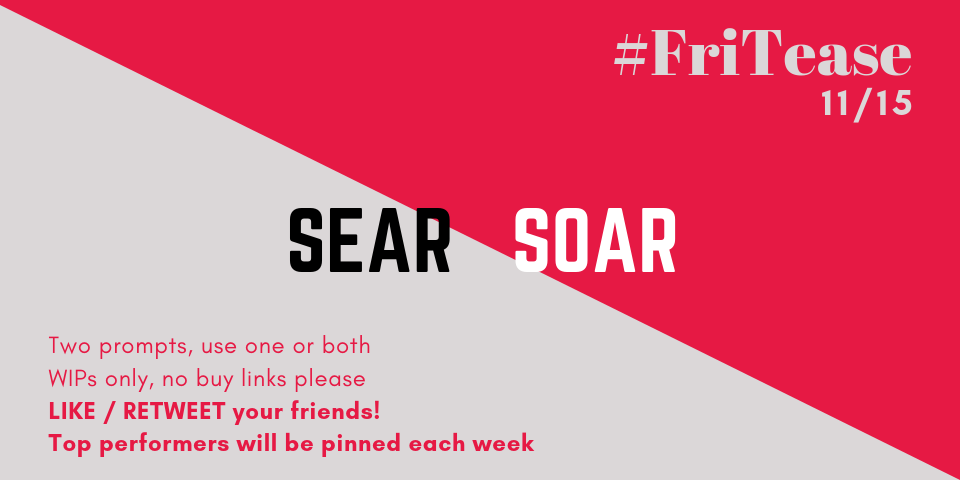 #FriTease
11/15
SEAR SOAR
Two prompts, use one or both
WIPs only, no buy links please
LIKE / RETWEET your friends!
Top performers will be pinned each week